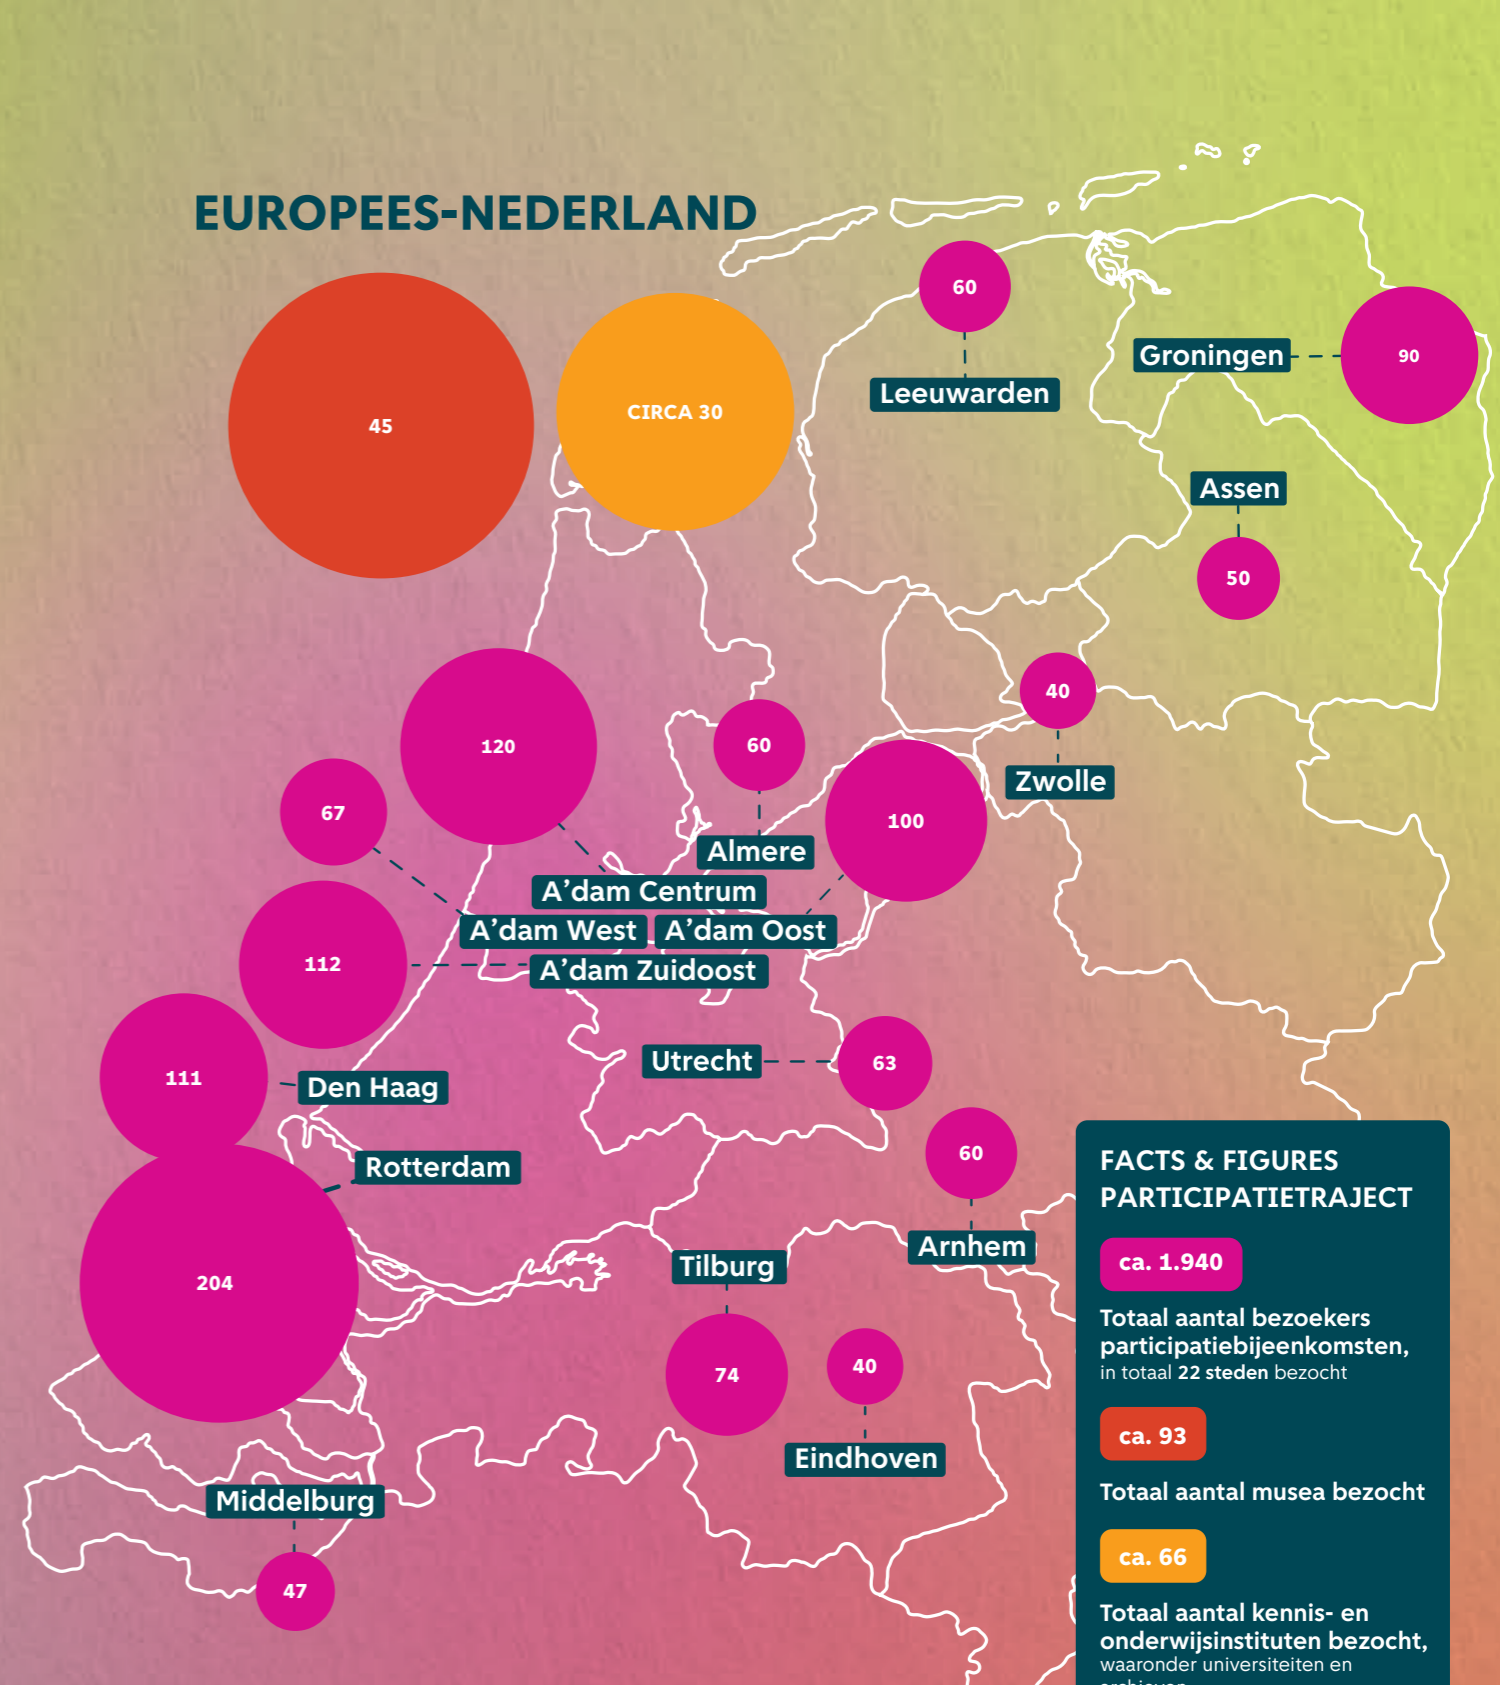 EUROPEES-NEDERLAND
45
CIRCA 30
60
Leeuwarden
Groningen
90
Assen
50
40
Zwolle
120
60
Almere
67
100
A’dam Centrum
A’dam West
A’dam Oost
112
A’dam Zuidoost
111
Den Haag
Utrecht
63
Rotterdam
60
Arnhem
204
Tilburg
74
40
Eindhoven
Middelburg
47
FACTS & FIGURES
PARTICIPATIETRAJECT
ca. 1.940
Totaal aantal bezoekers
participatiebijeenkomsten,
in totaal 22 steden bezocht
ca. 93
Totaal aantal musea bezocht
ca. 66
Totaal aantal kennis- en
onderwijsinstituten bezocht,
waaronder universiteiten en